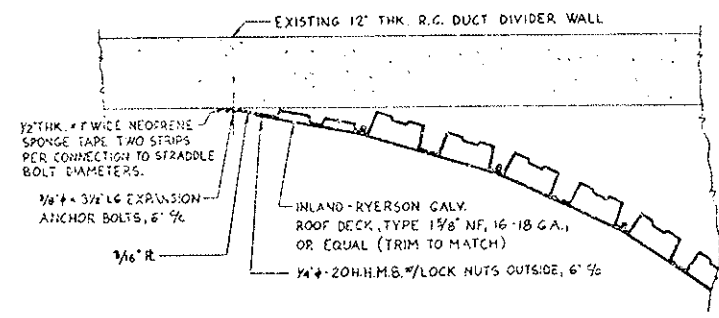 EXISTING 12" THK. R.C. DUCT DIVIDER WALL
1/2" THK. × 1" WIDE NEOPRENE
SPONGE TAPE TWO STRIPS
PER CONNECTION TO STRADDLE
BOLT DIAMETERS.
3/8"φ × 3 1/2" LG EXPANSION
ANCHOR BOLTS, 6" c/c
3/16" PL
INLAND-RYERSON GALV.
ROOF DECK, TYPE 1 5/8" NF, 16-18 GA.,
OR EQUAL (TRIM TO MATCH)
1/4"φ-20 H.H.M.B. W/LOCK NUTS OUTSIDE, 6" c/c